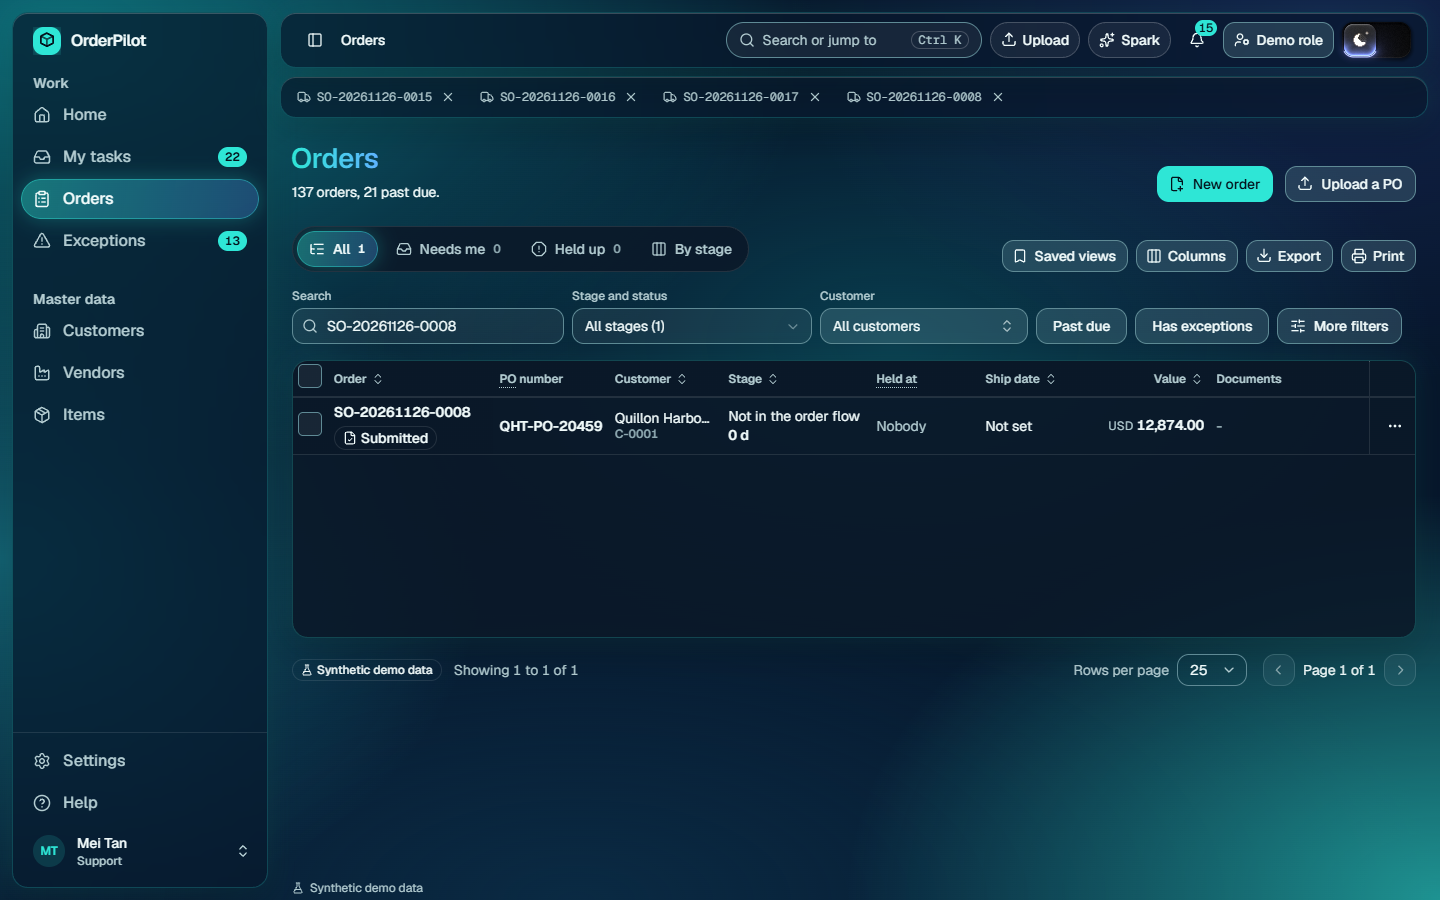 OrderPilot
Work
Home
My tasks 22
Orders
Exceptions 13
Master data
Customers
Vendors
Items
Settings
Help
MT Mei Tan
Support
Orders
Search or jump to Ctrl K
Upload
Spark
15
Demo role
SO-20261126-0015
SO-20261126-0016
SO-20261126-0017
SO-20261126-0008
Orders
137 orders, 21 past due.
New order
Upload a PO
All 1
Needs me 0
Held up 0
By stage
Saved views
Columns
Export
Print
Search
Stage and status
Customer
SO-20261126-0008
All stages (1)
All customers
Past due
Has exceptions
More filters
Order PO number Customer Stage Held at Ship date Value Documents
SO-20261126-0008
Submitted
QHT-PO-20459
Quillon Harbo...
C-0001
Not in the order flow
0 d
Nobody
Not set
USD 12,874.00
-
Synthetic demo data
Showing 1 to 1 of 1
Rows per page 25
Page 1 of 1
Synthetic demo data